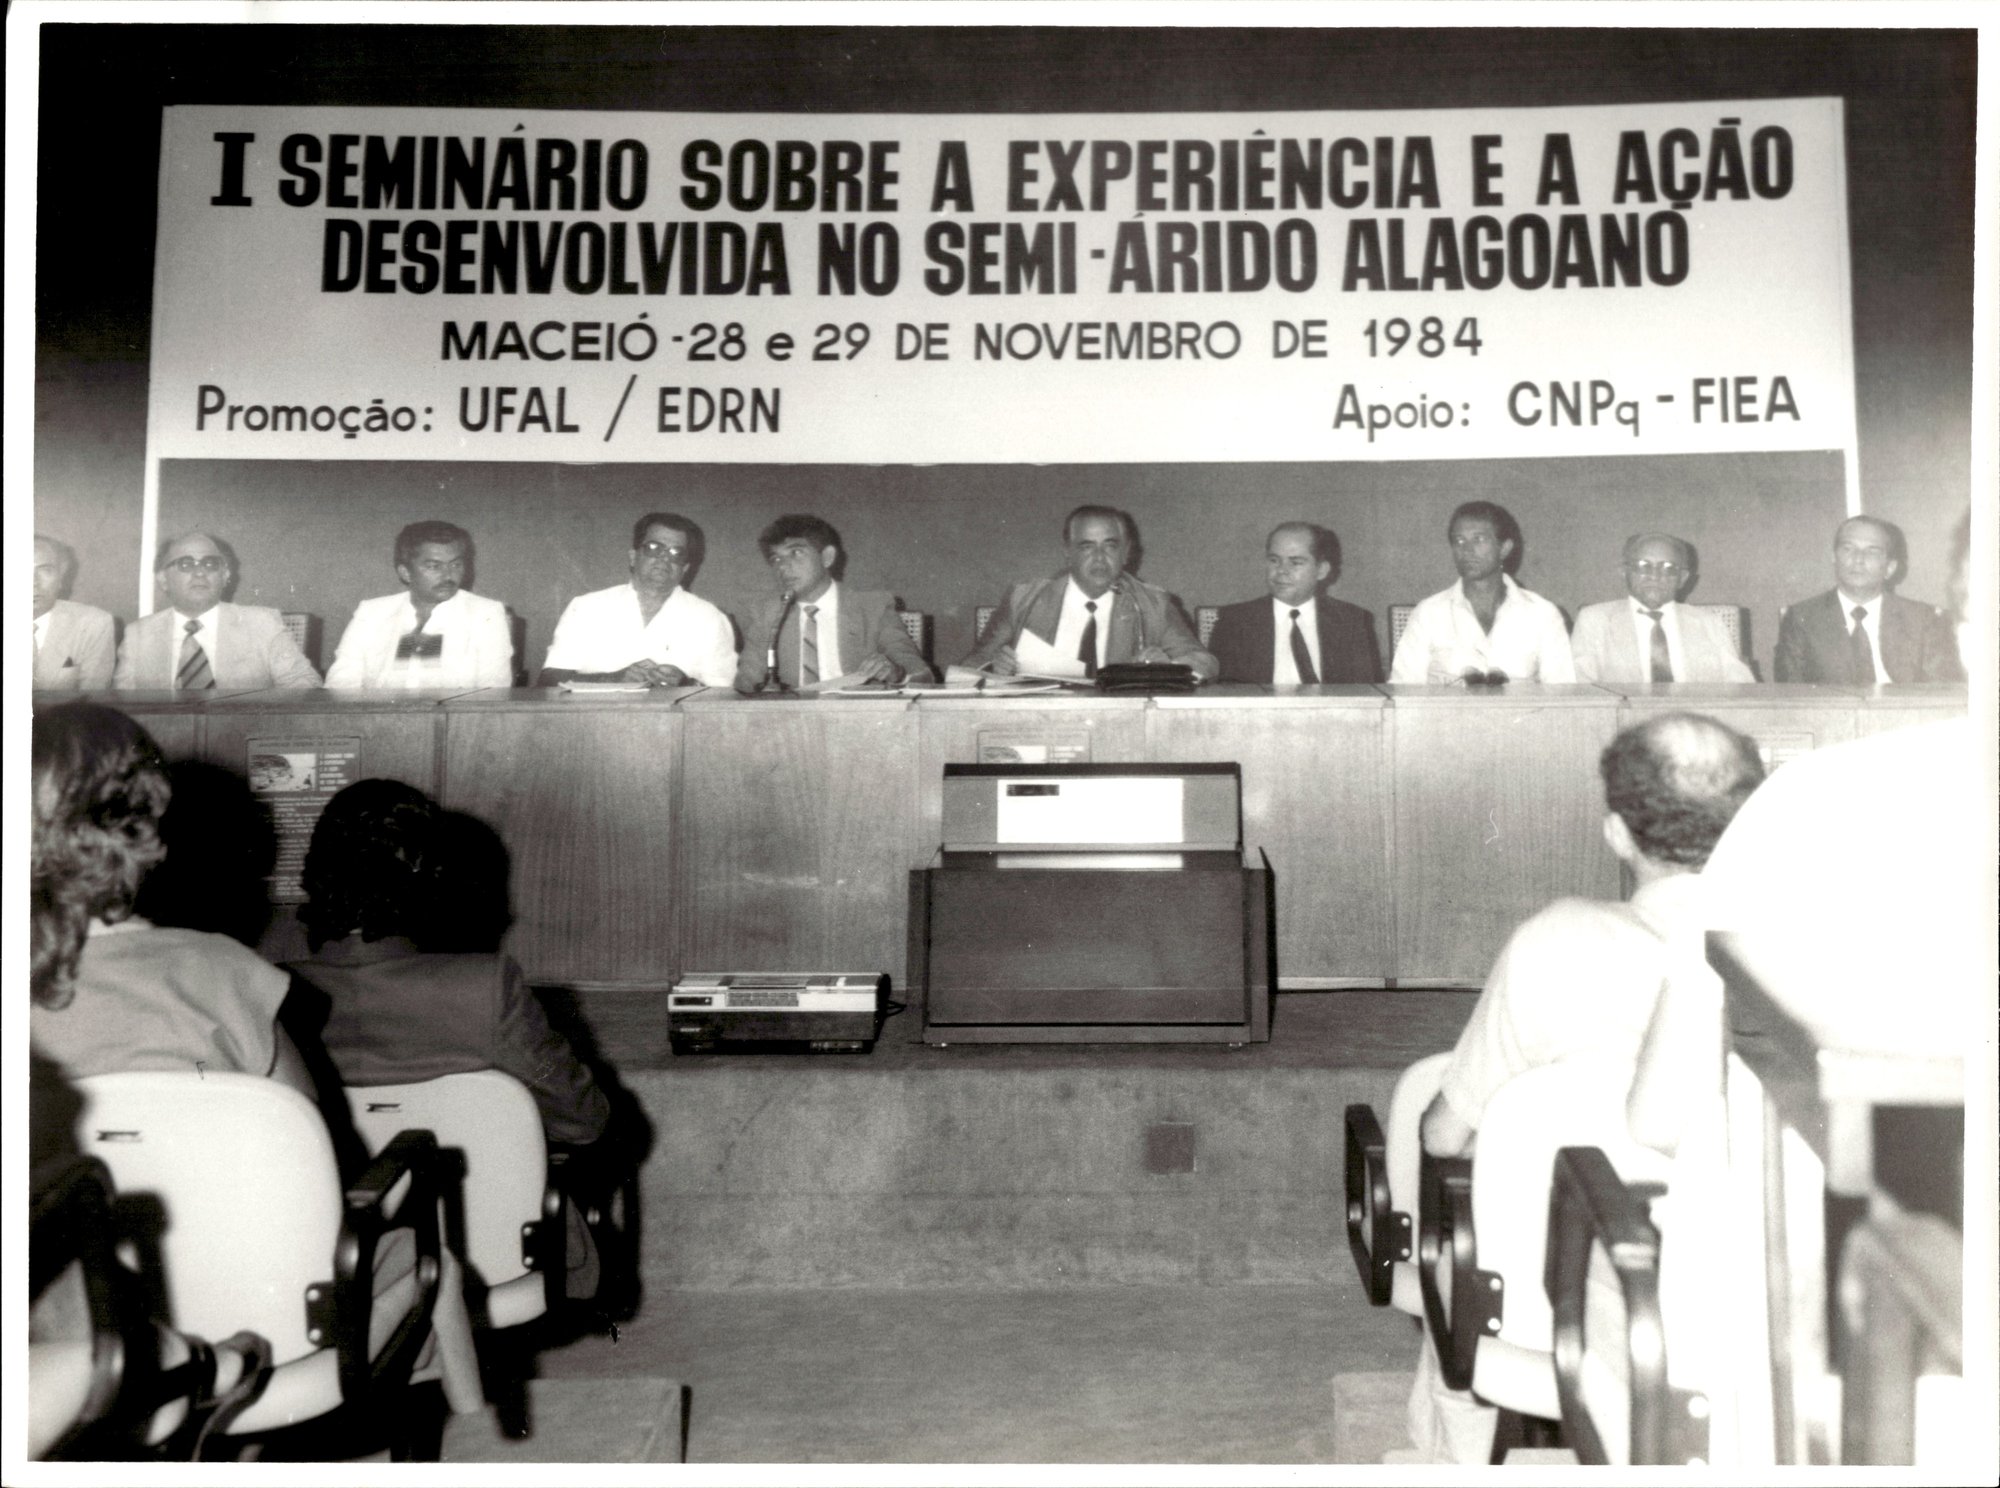 I SEMINÁRIO SOBRE A EXPERIÊNCIA E A AÇÃO
DESENVOLVIDA NO SEMI-ÁRIDO ALAGOANO
MACEIÓ - 28 e 29 DE NOVEMBRO DE 1984
Promoção: UFAL / EDRN
Apoio: CNPq - FIEA
SONY